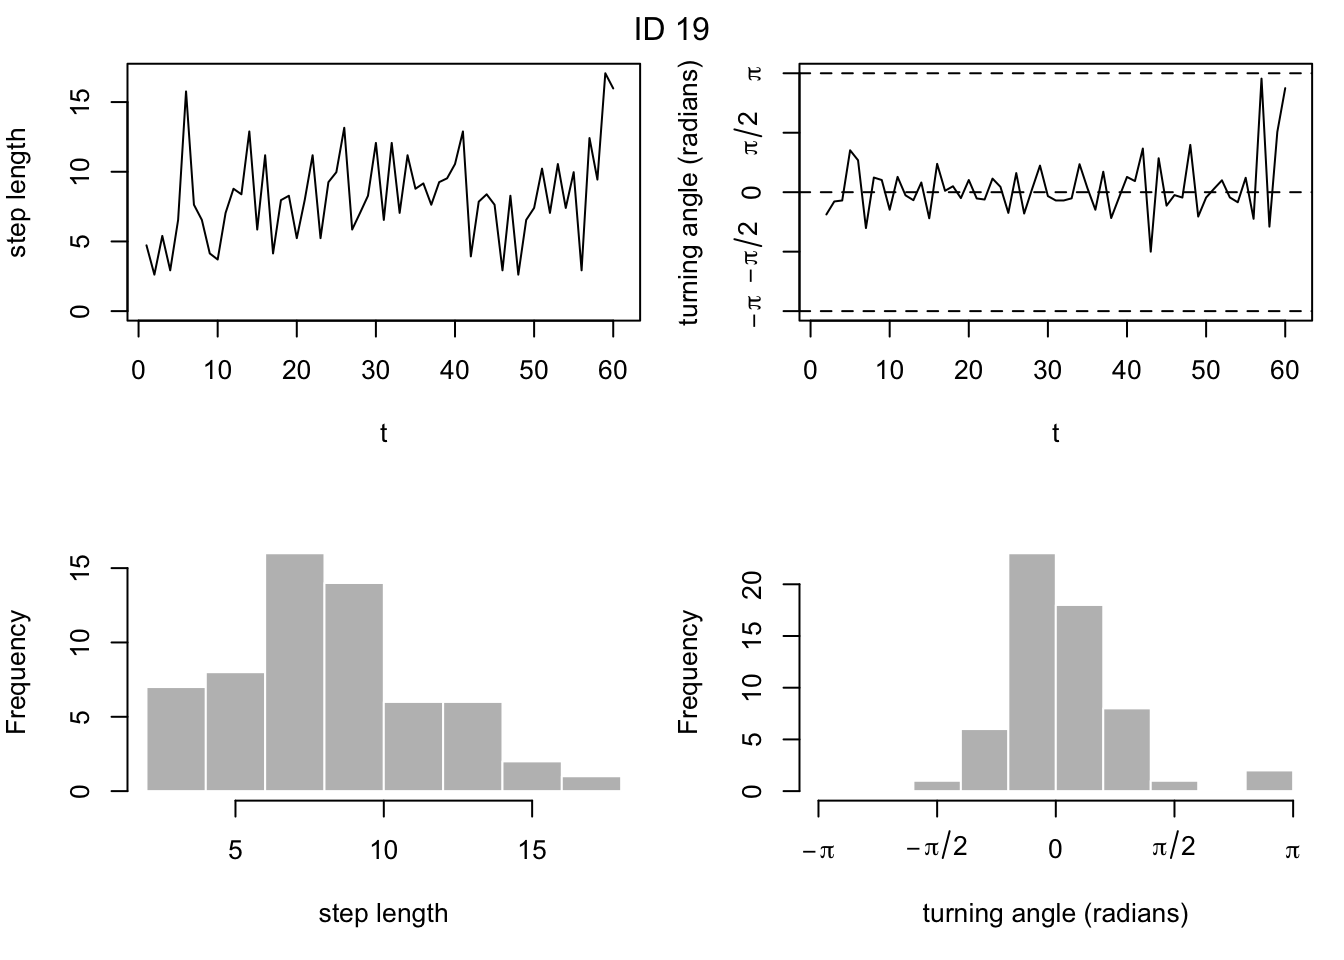 ID 19
step length
15
10
5
0
0 10 20 30 40 50 60
t
turning angle (radians)
π
π/2
0
−π/2
−π
0 10 20 30 40 50 60
t
Frequency
15
10
5
0
5 10 15
step length
Frequency
20
15
10
5
0
−π −π/2 0 π/2 π
turning angle (radians)